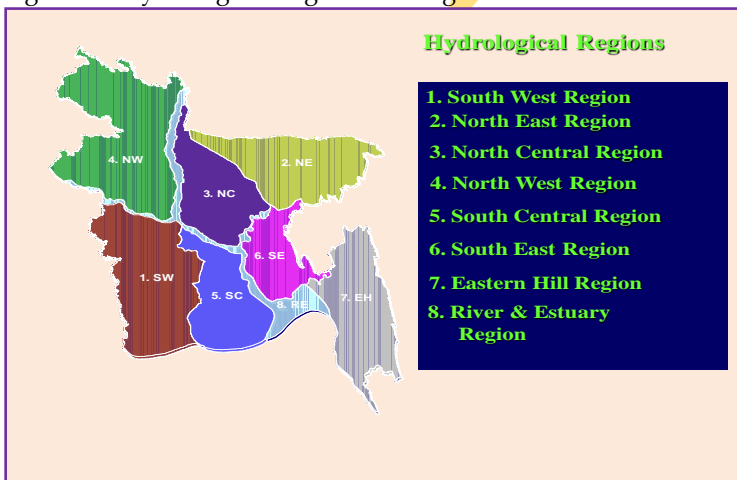 Hydrological Regions
1. South West Region
2. North East Region
3. North Central Region
4. North West Region
5. South Central Region
6. South East Region
7. Eastern Hill Region
8. River & Estuary
Region
4. NW
2. NE
3. NC
6. SE
1. SW
5. SC
8. RE
7. EH